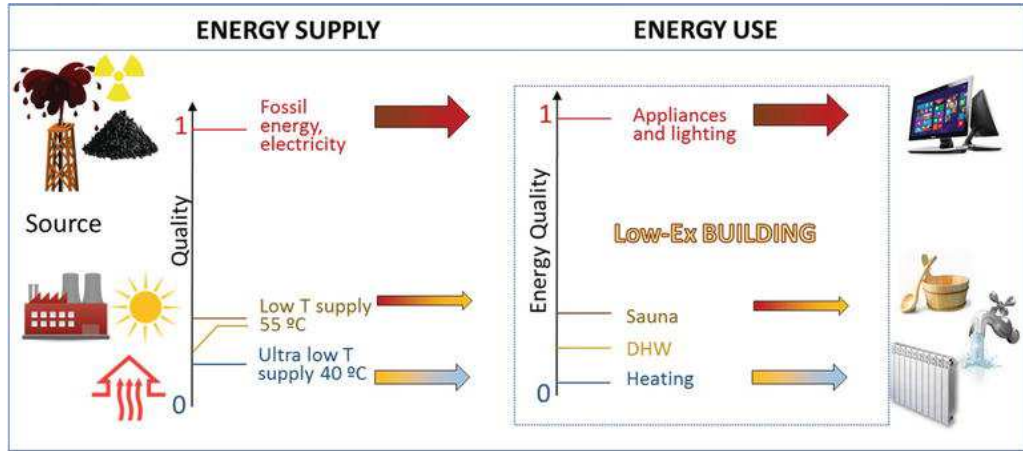 ENERGY SUPPLY
ENERGY USE
Source
Quality
1
0
Fossil
energy,
electricity
Low T supply
55 ºC
Ultra low T
supply 40 ºC
Energy Quality
1
0
Appliances
and lighting
Low-Ex BUILDING
Sauna
DHW
Heating